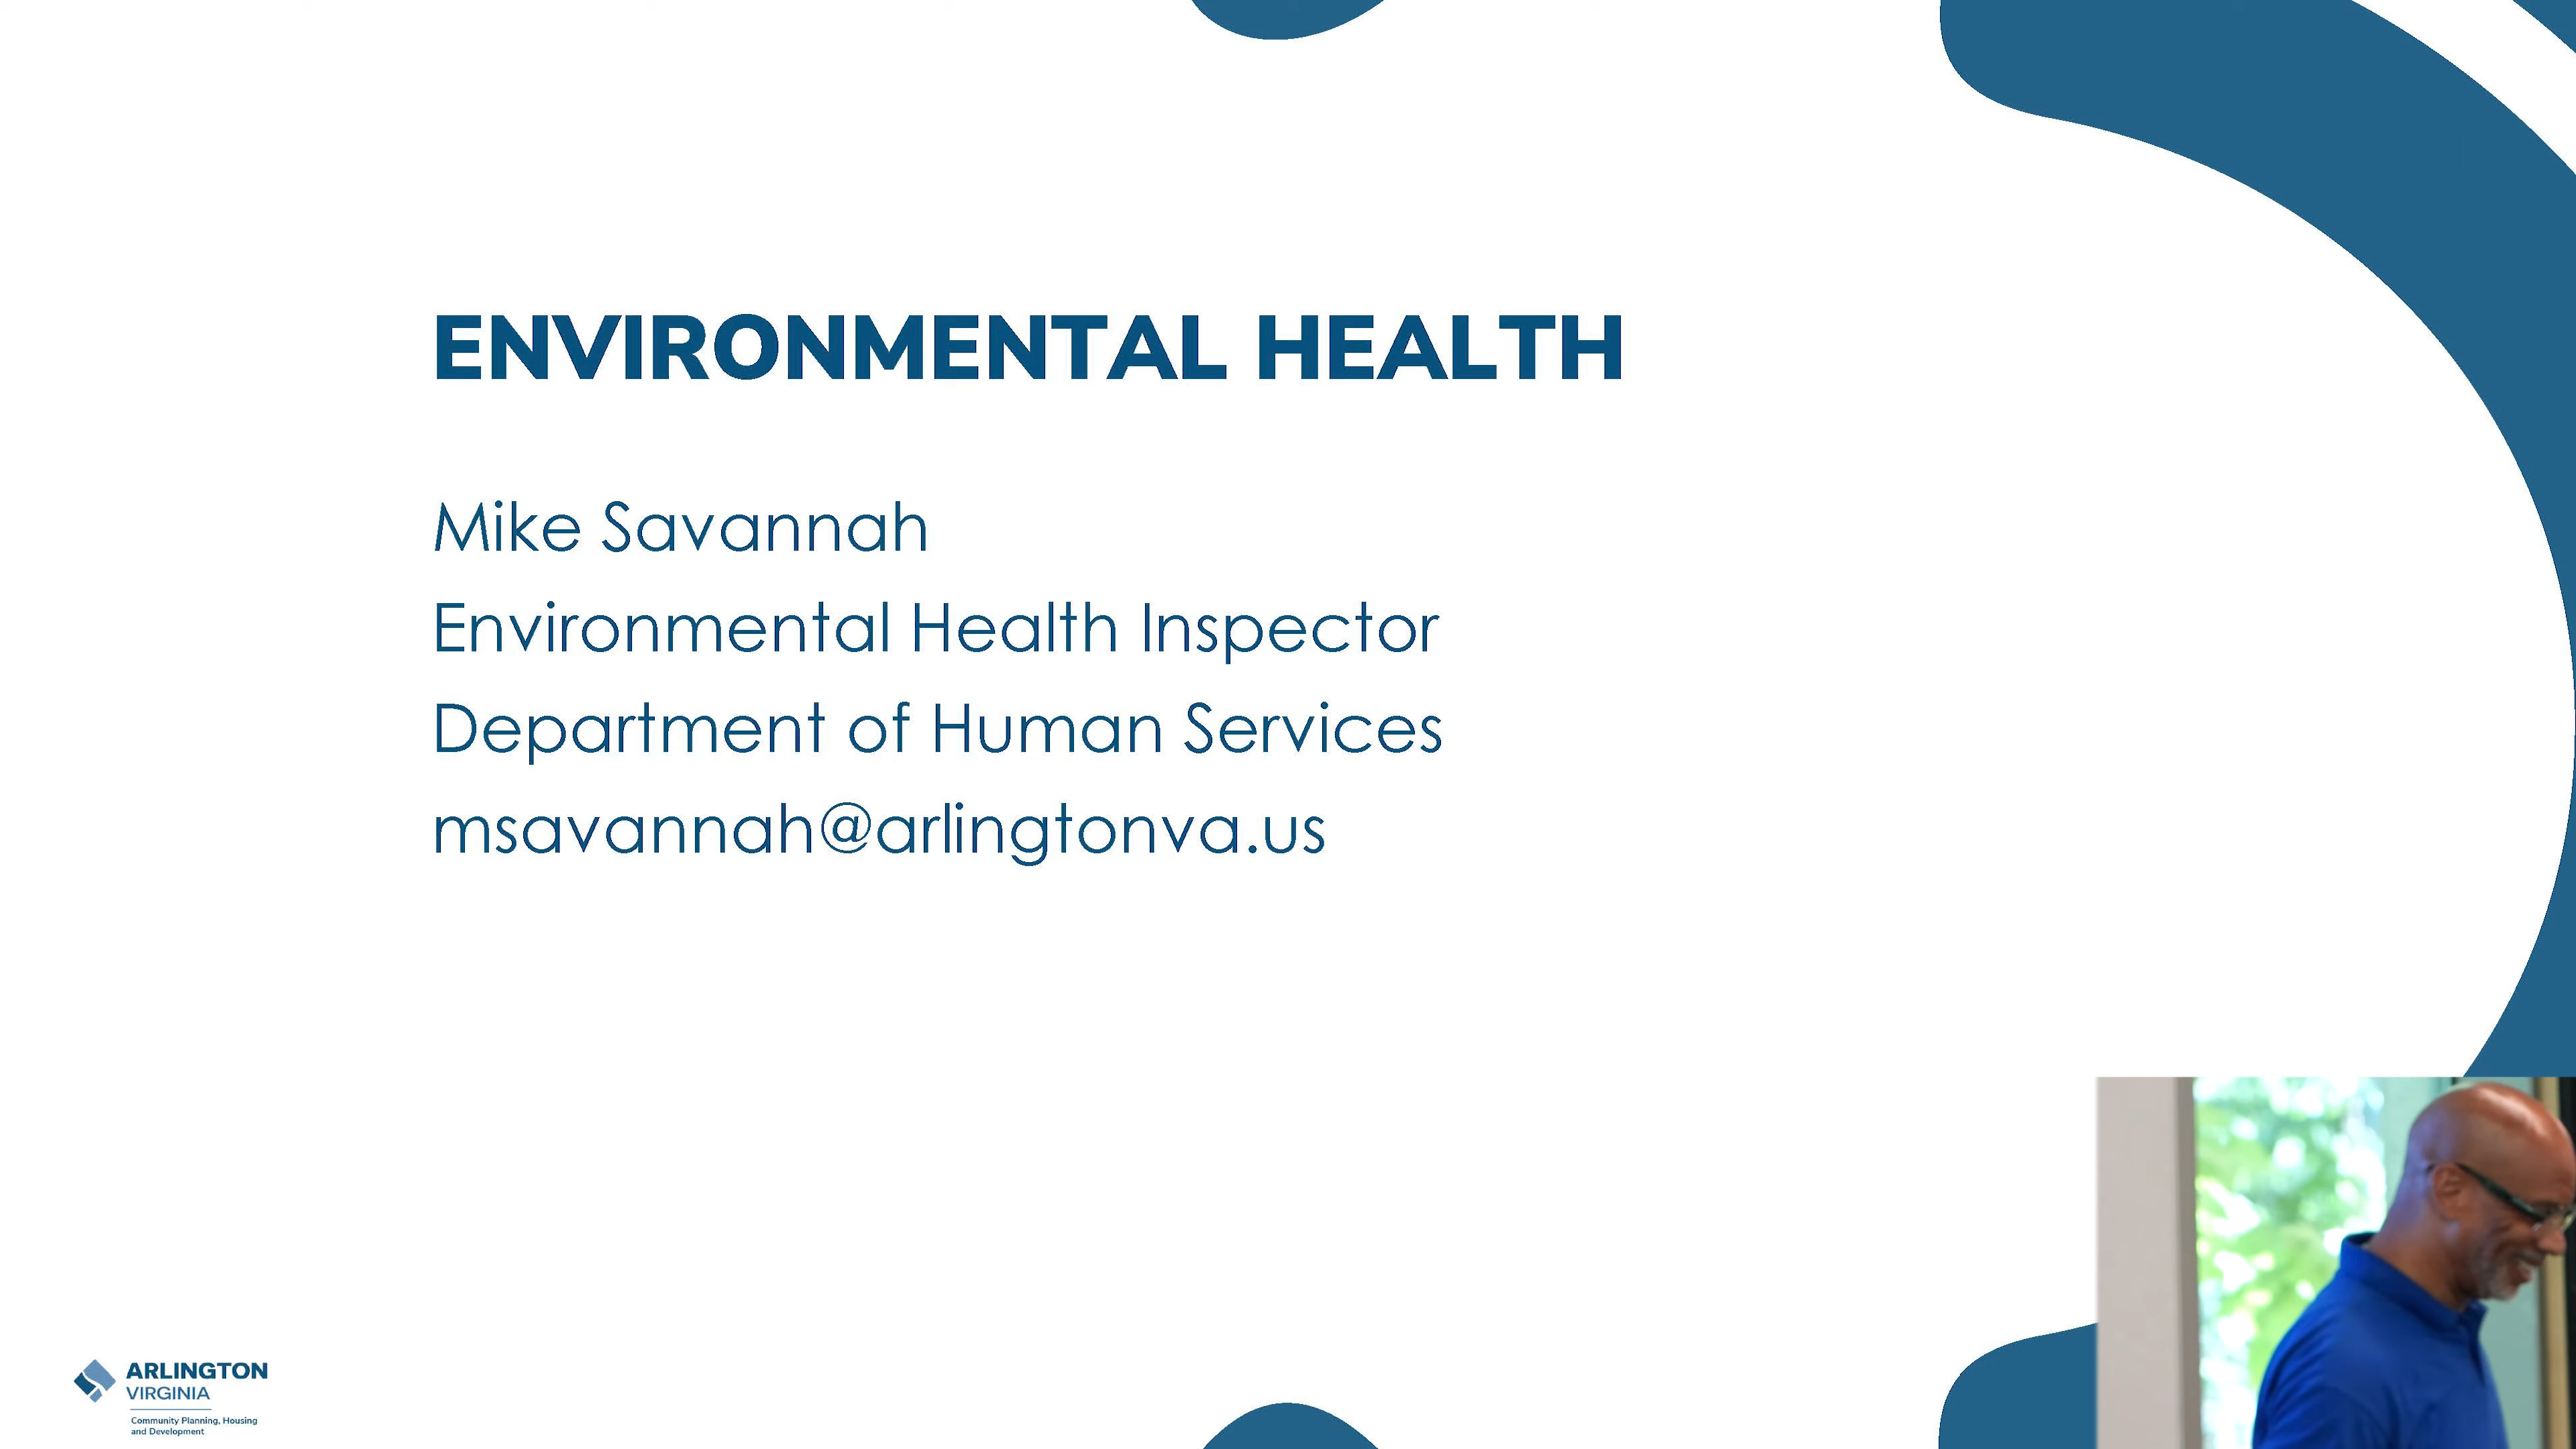 ENVIRONMENTAL HEALTH
Mike Savannah
Environmental Health Inspector
Department of Human Services
msavannah@arlingtonva.us
ARLINGTON
VIRGINIA
Community Planning, Housing
and Development